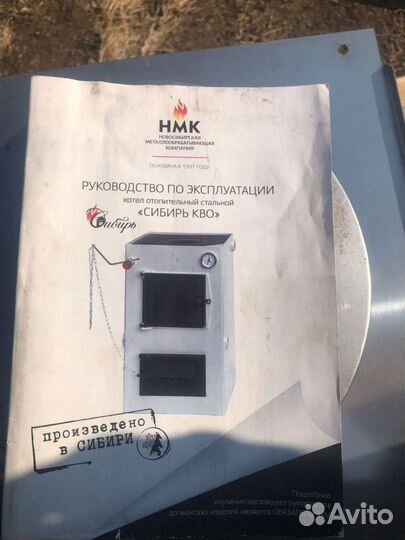 НМК
НОВОСИБИРСКАЯ
МЕТАЛЛООБРАБАТЫВАЮЩАЯ
КОМПАНИЯ
ОСНОВАНА В 1997 ГОДУ
РУКОВОДСТВО ПО ЭКСПЛУАТАЦИИ
котел отопительный стальной
«СИБИРЬ КВО»
Сибирь
произведено
в СИБИРИ
Подробное
изучение настоящего
до монтажа изделия является
Avito